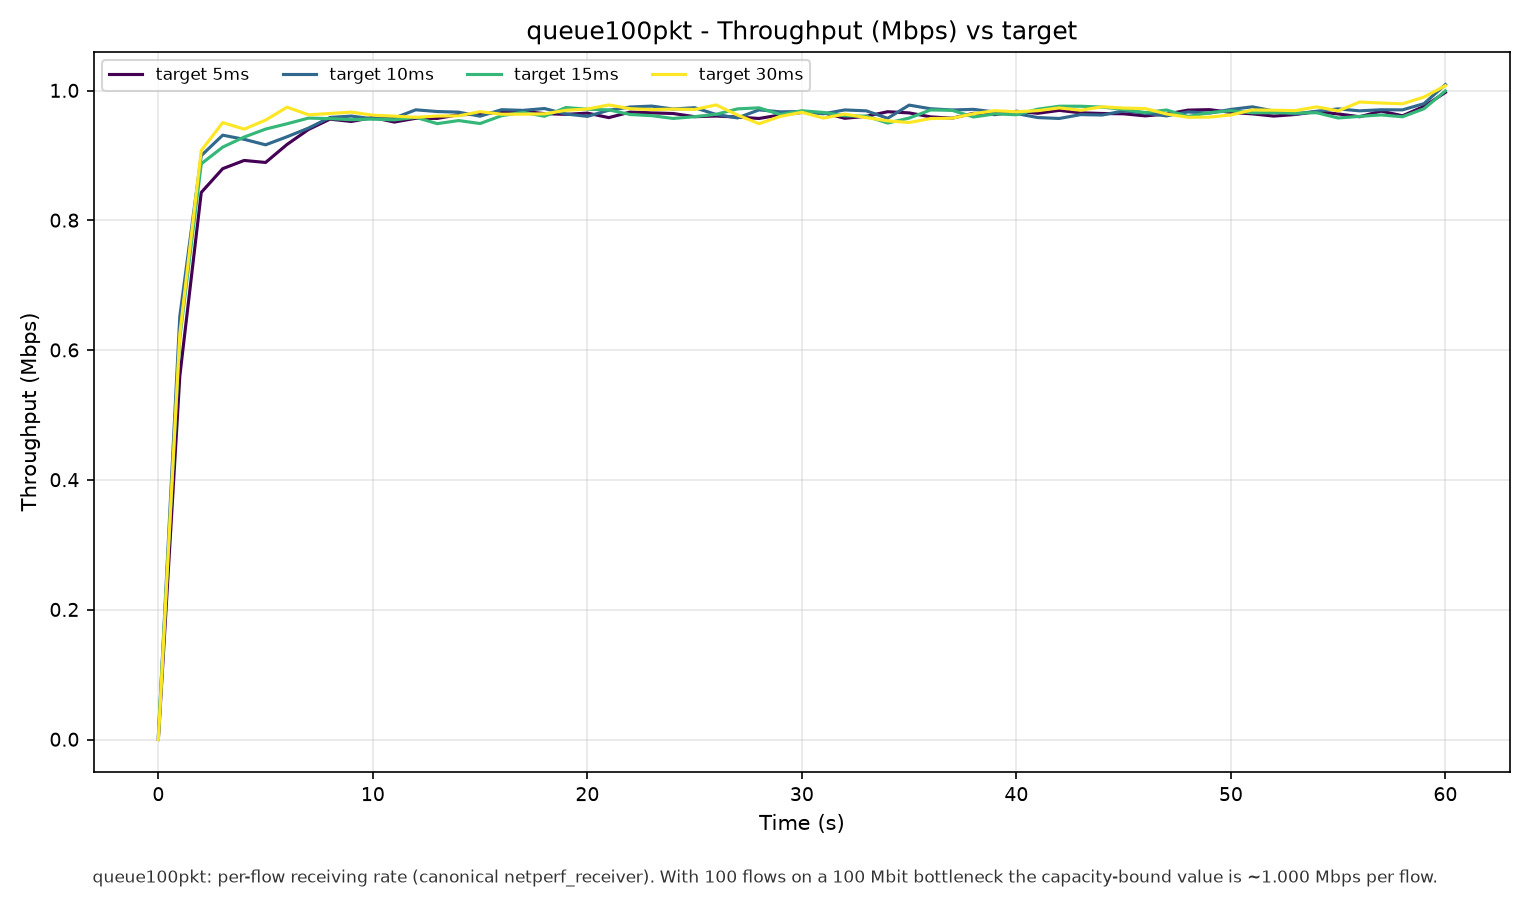 queue100pkt - Throughput (Mbps) vs target
target 5ms target 10ms target 15ms target 30ms
1.0
0.8
0.6
0.4
0.2
0.0
Throughput (Mbps)
0 10 20 30 40 50 60
Time (s)
queue100pkt: per-flow receiving rate (canonical netperf_receiver). With 100 flows on a 100 Mbit bottleneck the capacity-bound value is ~1.000 Mbps per flow.